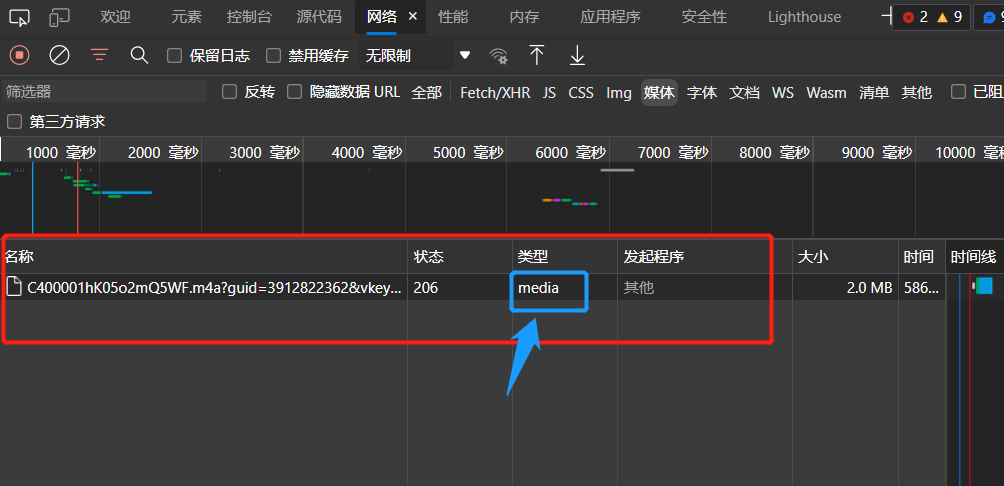 欢迎 元素 控制台 源代码 网络 × 性能 内存 应用程序 安全性 Lighthouse 2 9
保留日志 禁用缓存 无限制
筛选器 反转 隐藏数据 URL 全部 Fetch/XHR JS CSS Img 媒体 字体 文档 WS Wasm 清单 其他 已阻
第三方请求
1000 毫秒 2000 毫秒 3000 毫秒 4000 毫秒 5000 毫秒 6000 毫秒 7000 毫秒 8000 毫秒 9000 毫秒 10000 毫秒
名称 状态 类型 发起程序 大小 时间 时间线
C400001hK05o2mQ5WF.m4a?guid=3912822362&vkey... 206 media 其他 2.0 MB 586...